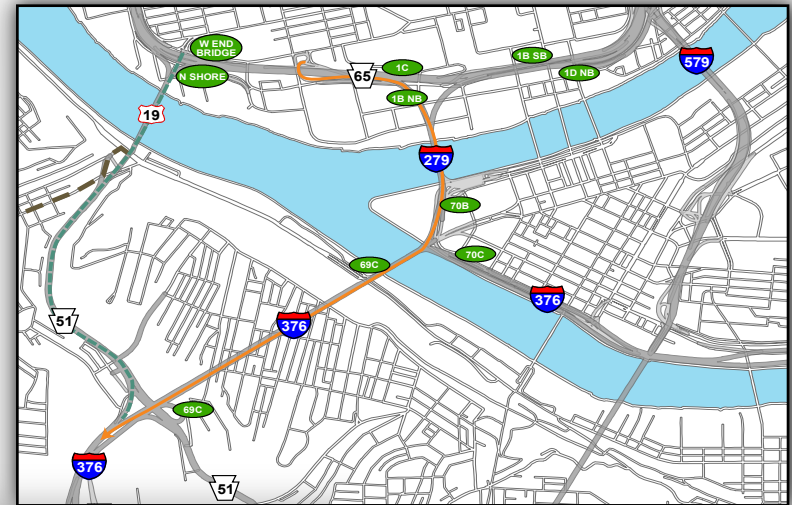 W END
BRIDGE
N SHORE
1C
65
1B SB
1D NB
579
19
1B NB
279
70B
70C
69C
376
376
51
69C
376
51